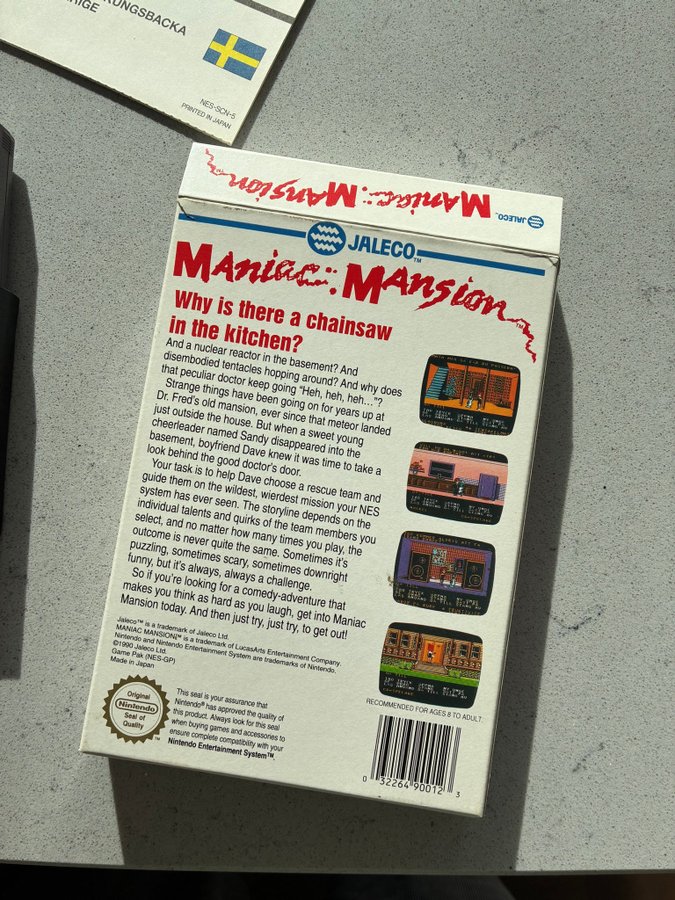 KUNGSBACKA
RIGE
NES-SCN-5
PRINTED IN JAPAN
MANIAC MANSION™
JALECO™
JALECO™
MANIAC MANSION™
Why is there a chainsaw
in the kitchen?
And a nuclear reactor in the basement? And
disembodied tentacles hopping around? And why does
that peculiar doctor keep going "Heh, heh, heh..."?
Strange things have been going on for years up at
Dr. Fred's old mansion, ever since that meteor landed
just outside the house. But when a sweet young
cheerleader named Sandy disappeared into the
basement, boyfriend Dave knew it was time to take a
look behind the good doctor's door.
Your task is to help Dave choose a rescue team and
guide them on the wildest, wierdest mission your NES
system has ever seen. The storyline depends on the
individual talents and quirks of the team members you
select, and no matter how many times you play, the
outcome is never quite the same. Sometimes it's
puzzling, sometimes scary, sometimes downright
funny, but it's always, always a challenge.
So if you're looking for a comedy-adventure that
makes you think as hard as you laugh, get into Maniac
Mansion today. And then just try, just try, to get out!
Jaleco™ is a trademark of Jaleco Ltd.
MANIAC MANSION™ is a trademark of LucasArts Entertainment Company.
Nintendo and Nintendo Entertainment System are trademarks of Nintendo.
©1990 Jaleco Ltd.
Game Pak (NES-GP)
Made in Japan
Original
Nintendo
Seal of
Quality
™
This seal is your assurance that
Nintendo® has approved the quality of
this product. Always look for this seal
when buying games and accessories to
ensure complete compatibility with your
Nintendo Entertainment System™.
RECOMMENDED FOR AGES 8 TO ADULT.
0 32264 90012 3